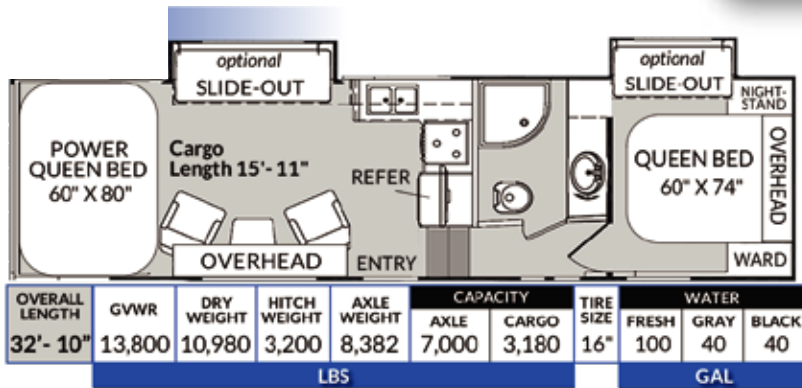 optional
SLIDE-OUT
optional
SLIDE-OUT
NIGHT-
STAND
POWER
QUEEN BED
60" X 80"
Cargo
Length 15'- 11"
REFER
QUEEN BED
60" X 74"
OVERHEAD
OVERHEAD
ENTRY
WARD
OVERALL
LENGTH
32'- 10"
GVWR
13,800
DRY
WEIGHT
10,980
HITCH
WEIGHT
3,200
AXLE
WEIGHT
8,382
CAPACITY
AXLE
7,000
CARGO
3,180
TIRE
SIZE
16"
WATER
FRESH
100
GRAY
40
BLACK
40
LBS
GAL